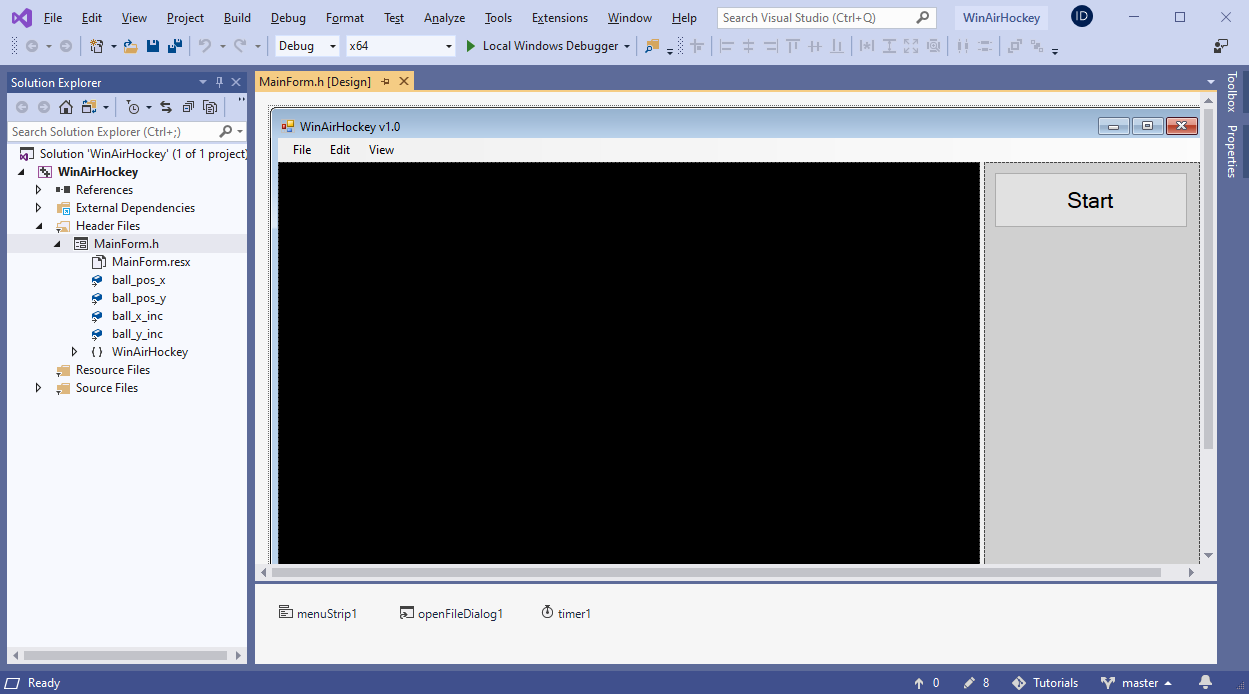 File Edit View Project Build Debug Format Test Analyze Tools Extensions Window Help Search Visual Studio (Ctrl+Q) WinAirHockey ID
Debug x64 Local Windows Debugger
Solution Explorer
Search Solution Explorer (Ctrl+;)
Solution 'WinAirHockey' (1 of 1 project)
WinAirHockey
References
External Dependencies
Header Files
MainForm.h
MainForm.resx
ball_pos_x
ball_pos_y
ball_x_inc
ball_y_inc
{ } WinAirHockey
Resource Files
Source Files
MainForm.h [Design]
WinAirHockey v1.0
File Edit View
Start
menuStrip1 openFileDialog1 timer1
Toolbox
Properties
Ready 0 8 Tutorials master